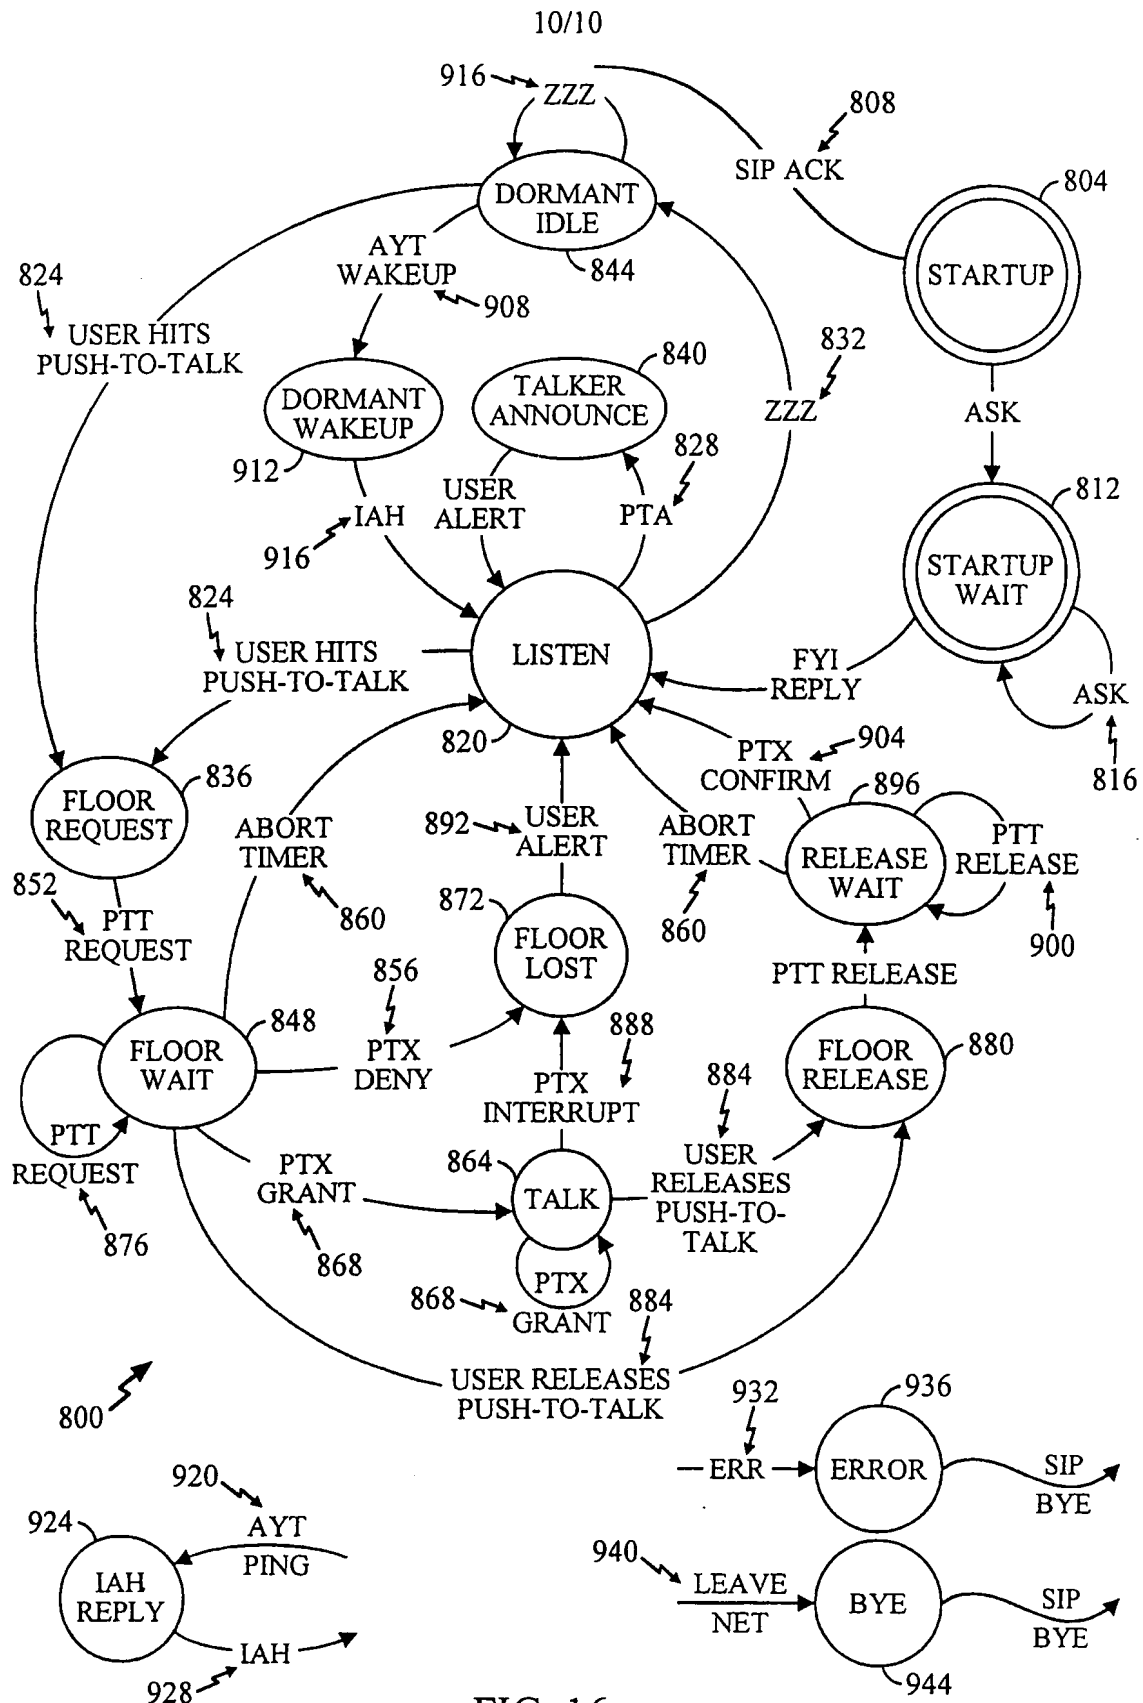 10/10
916
ZZZ
808
SIP ACK
804
STARTUP
DORMANT
IDLE
844
AYT
WAKEUP
908
824
USER HITS
PUSH-TO-TALK
840
TALKER
ANNOUNCE
832
ZZZ
ASK
DORMANT
WAKEUP
912
828
PTA
USER
ALERT
IAH
916
812
STARTUP
WAIT
824
USER HITS
PUSH-TO-TALK
LISTEN
820
FYI
REPLY
ASK
816
PTX
CONFIRM
904
836
FLOOR
REQUEST
ABORT
TIMER
860
892
USER
ALERT
ABORT
TIMER
860
896
RELEASE
WAIT
PTT
RELEASE
900
852
PTT
REQUEST
872
FLOOR
LOST
PTT RELEASE
856
PTX
DENY
848
FLOOR
WAIT
888
PTX
INTERRUPT
FLOOR
RELEASE
880
884
USER
RELEASES
PUSH-TO-
TALK
PTT
REQUEST
876
PTX
GRANT
868
864
TALK
PTX
GRANT
868
884
USER RELEASES
PUSH-TO-TALK
800
932
ERR
936
ERROR
SIP
BYE
920
AYT
PING
924
IAH
REPLY
IAH
928
940
LEAVE
NET
BYE
944
SIP
BYE